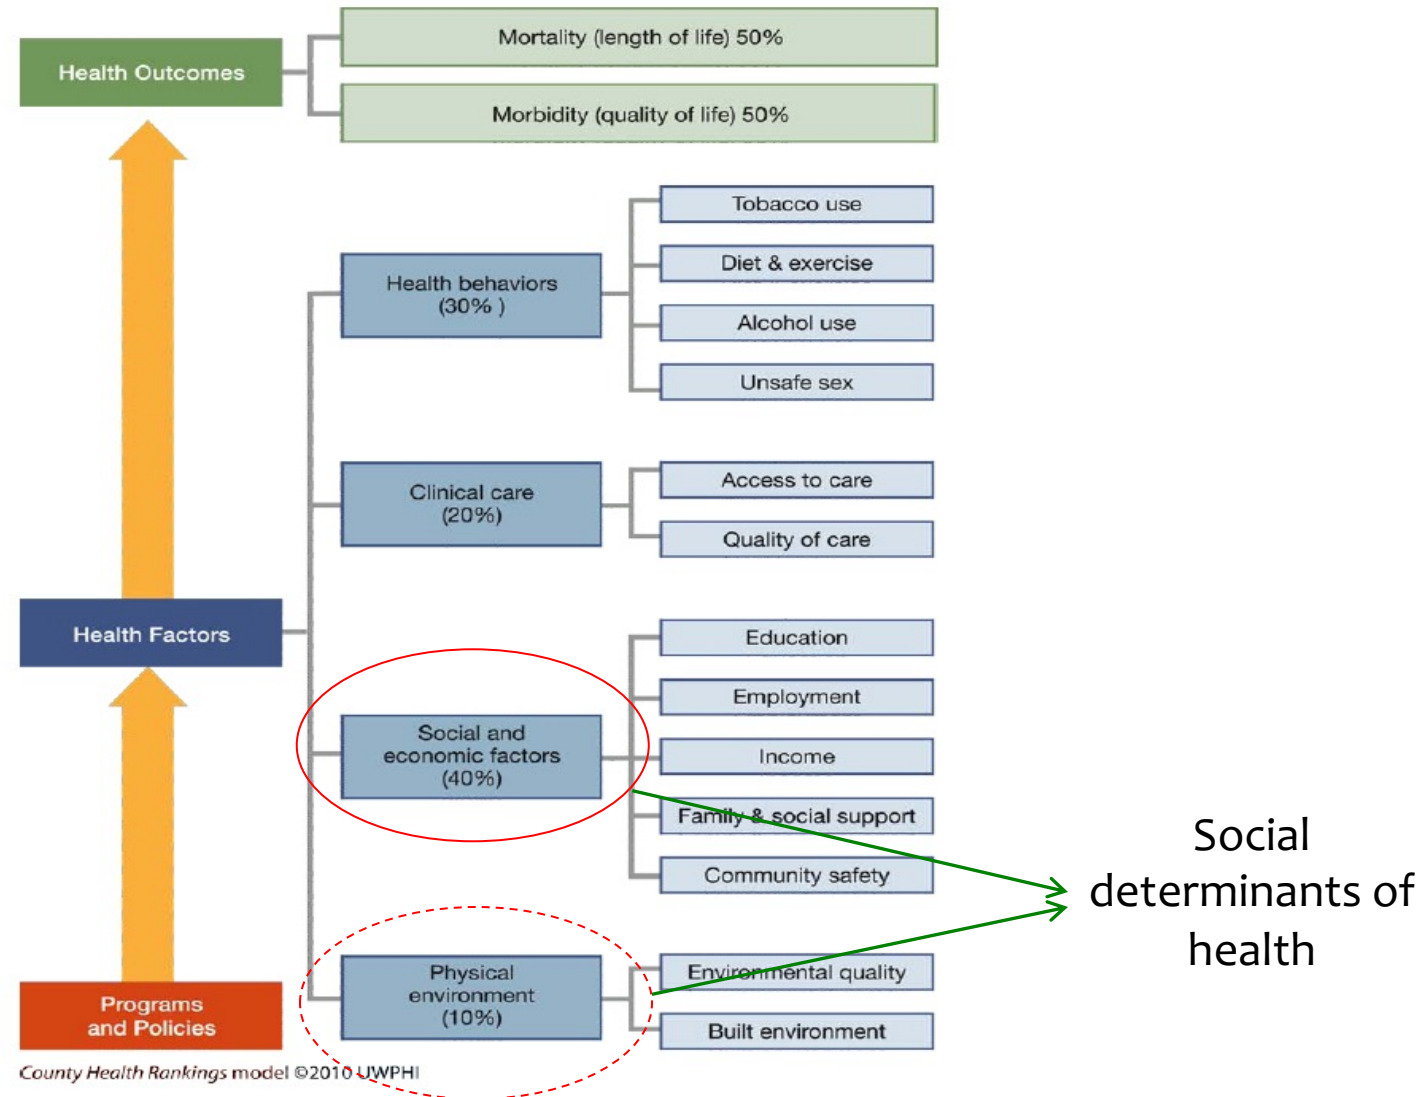 Health Outcomes
Mortality (length of life) 50%
Morbidity (quality of life) 50%
Health Factors
Health behaviors
(30% )
Tobacco use
Diet & exercise
Alcohol use
Unsafe sex
Clinical care
(20%)
Access to care
Quality of care
Social and
economic factors
(40%)
Education
Employment
Income
Family & social support
Community safety
Physical
environment
(10%)
Environmental quality
Built environment
Programs
and Policies
Social
determinants of
health
County Health Rankings model ©2010 UWPHI